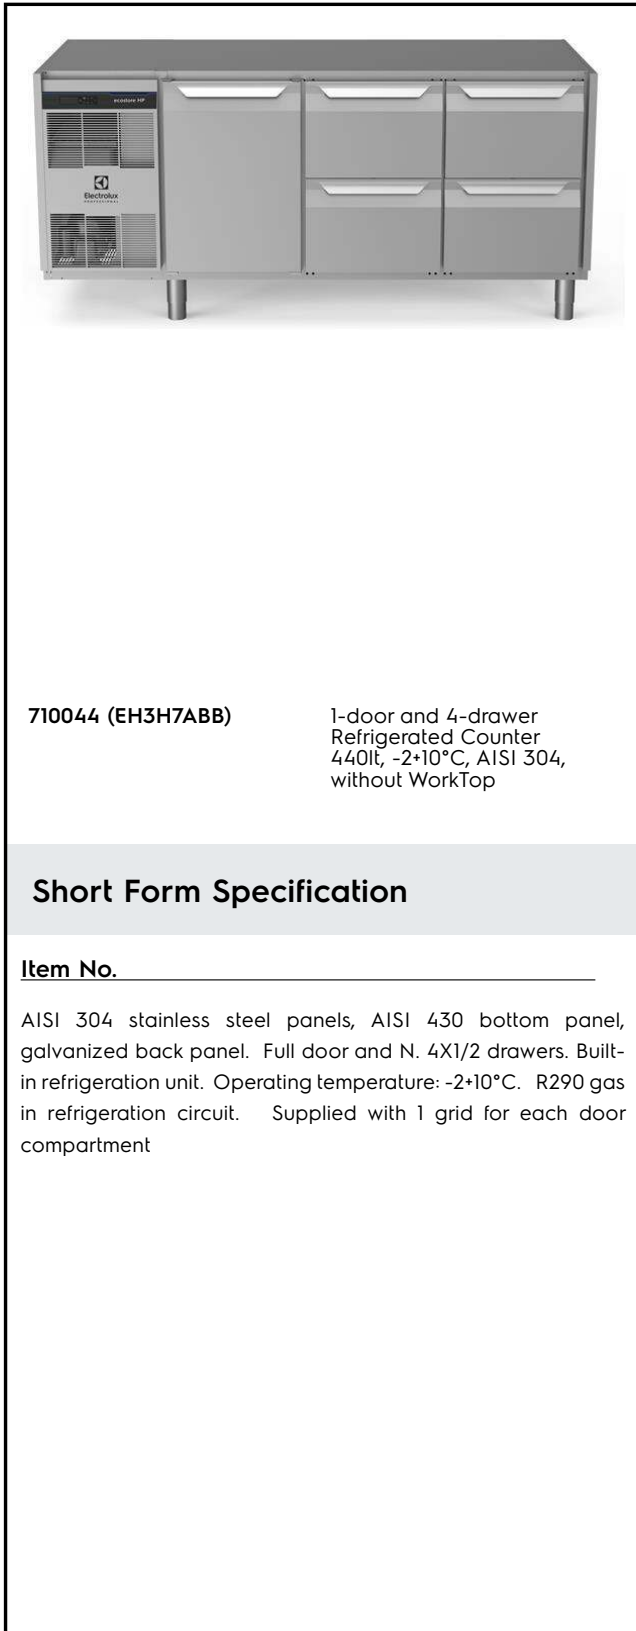 ecostore HP
Electrolux
PROFESSIONAL
710044 (EH3H7ABB)
1-door and 4-drawer
Refrigerated Counter
440lt, -2+10°C, AISI 304,
without WorkTop
Short Form Specification
Item No.
AISI 304 stainless steel panels, AISI 430 bottom panel,
galvanized back panel. Full door and N. 4X1/2 drawers. Built-
in refrigeration unit. Operating temperature: -2+10°C. R290 gas
in refrigeration circuit. Supplied with 1 grid for each door
compartment